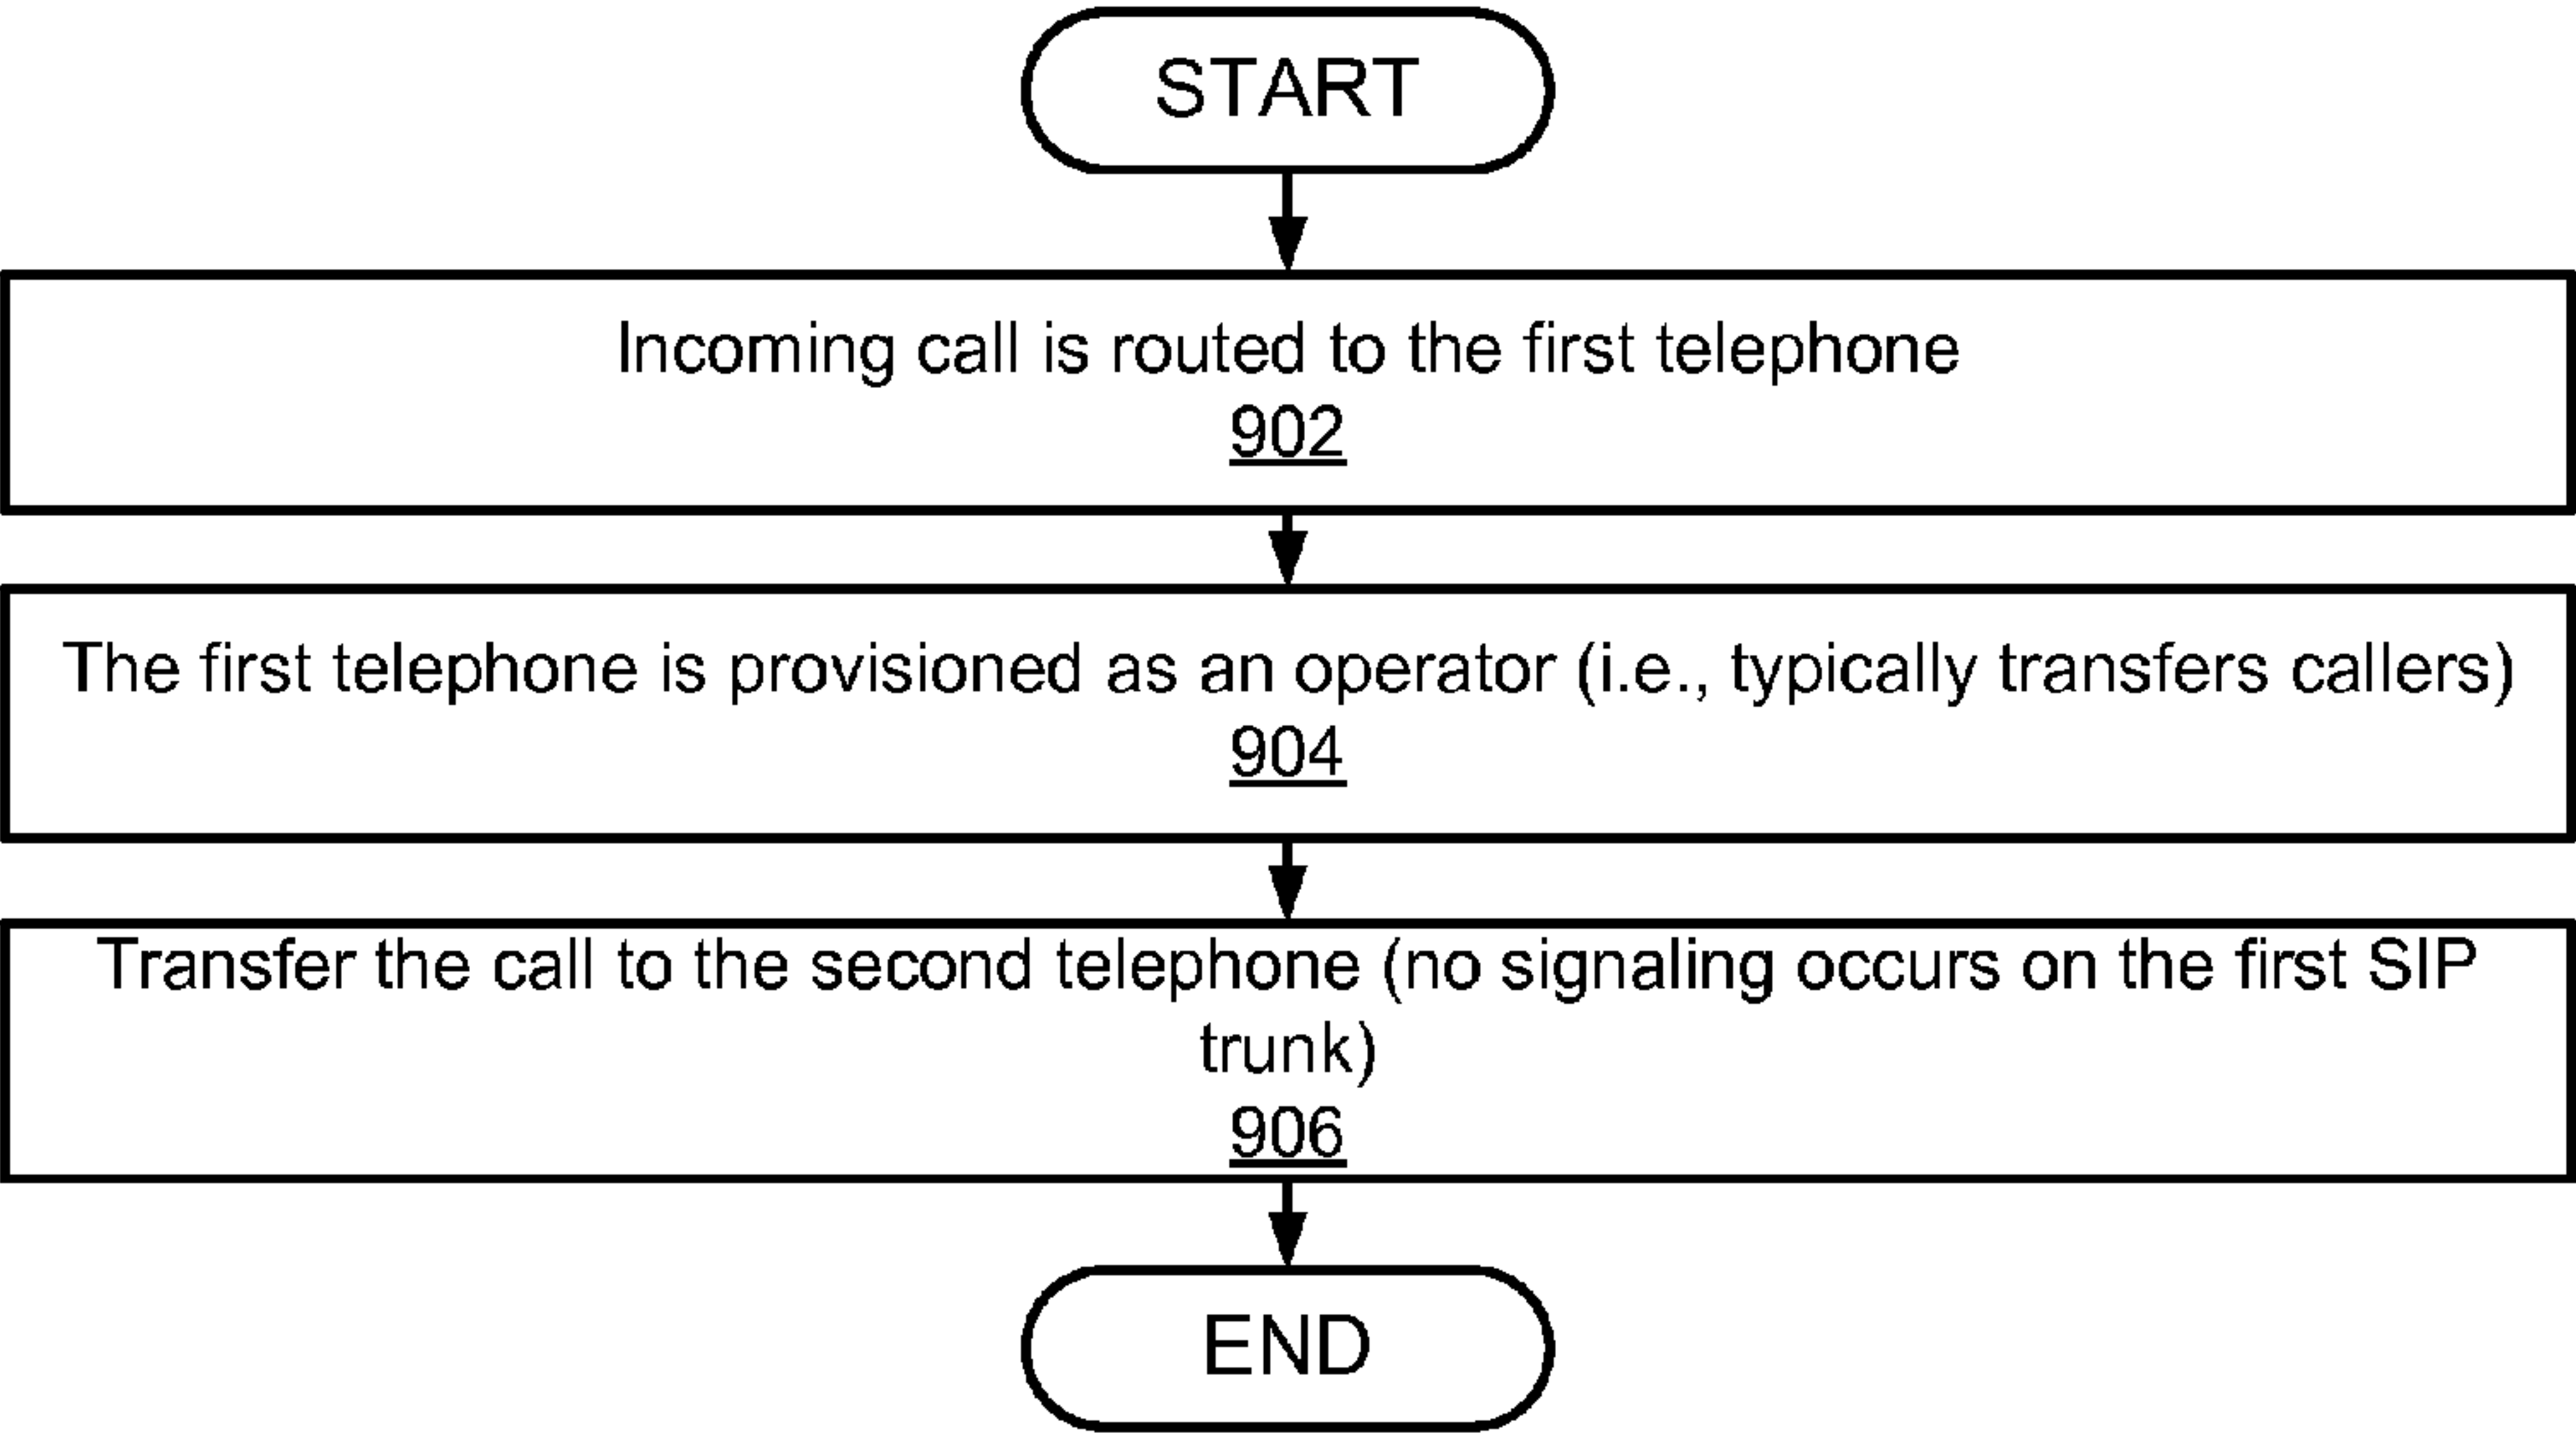 START
Incoming call is routed to the first telephone
902
The first telephone is provisioned as an operator (i.e., typically transfers callers)
904
Transfer the call to the second telephone (no signaling occurs on the first SIP
trunk)
906
END